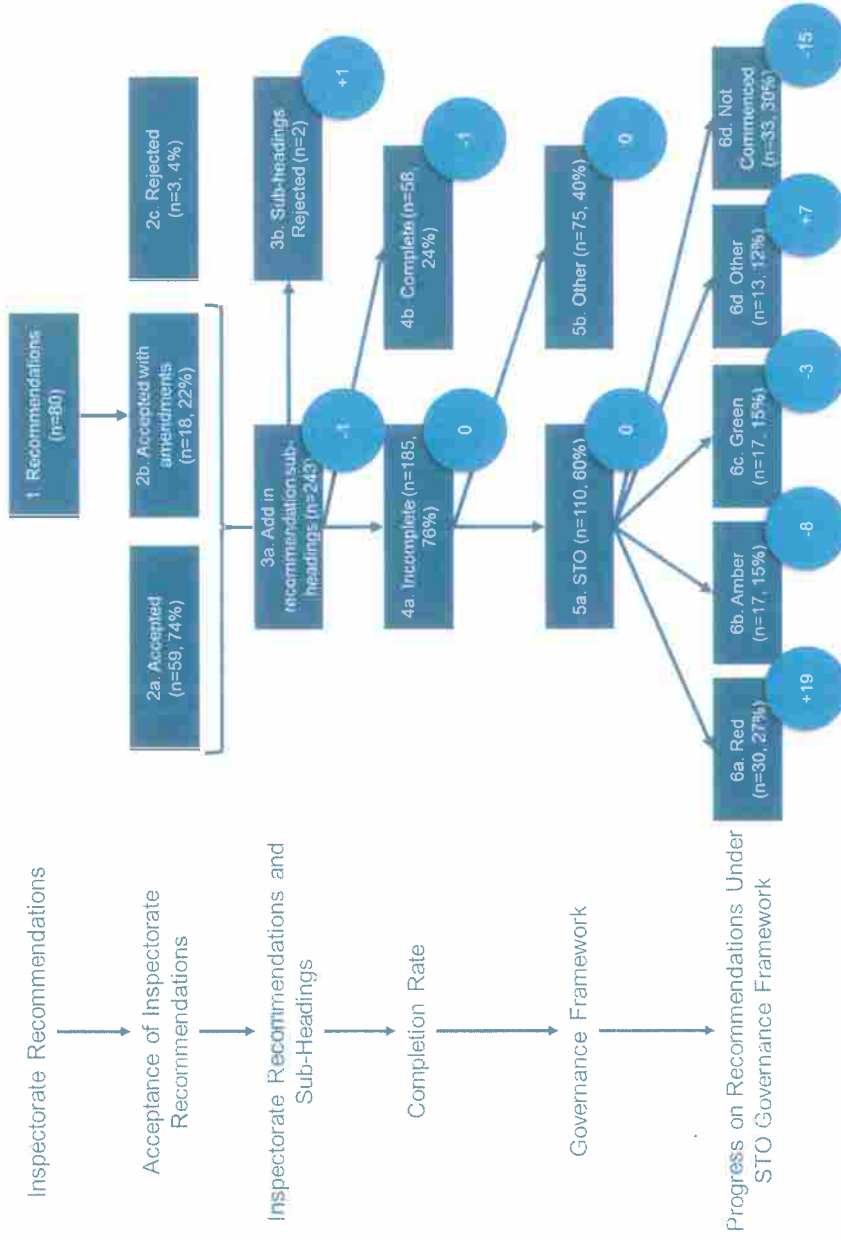 Inspectorate Recommendations
Acceptance of Inspectorate
Recommendations
Inspectorate Recommendations and
Sub-Headings
Completion Rate
Governance Framework
Progress on Recommendations Under
STO Governance Framework
1. Recommendations
(n=80)
2a. Accepted
(n=59, 74%)
2b. Accepted with
amendments
(n=18, 22%)
2c. Rejected
(n=3, 4%)
3a. Add in
recommendation sub-
headings (n=243)
-1
3b. Sub-headings
Rejected (n=2)
+1
4a. Incomplete (n=185,
76%)
0
4b. Complete (n=58,
24%)
-1
5a. STO (n=110, 60%)
0
5b. Other (n=75, 40%)
0
6a. Red
(n=30, 27%)
+19
6b. Amber
(n=17, 15%)
-8
6c. Green
(n=17, 15%)
-3
6d. Other
(n=13, 12%)
+7
6d. Not
Commenced
(n=33, 30%)
-15